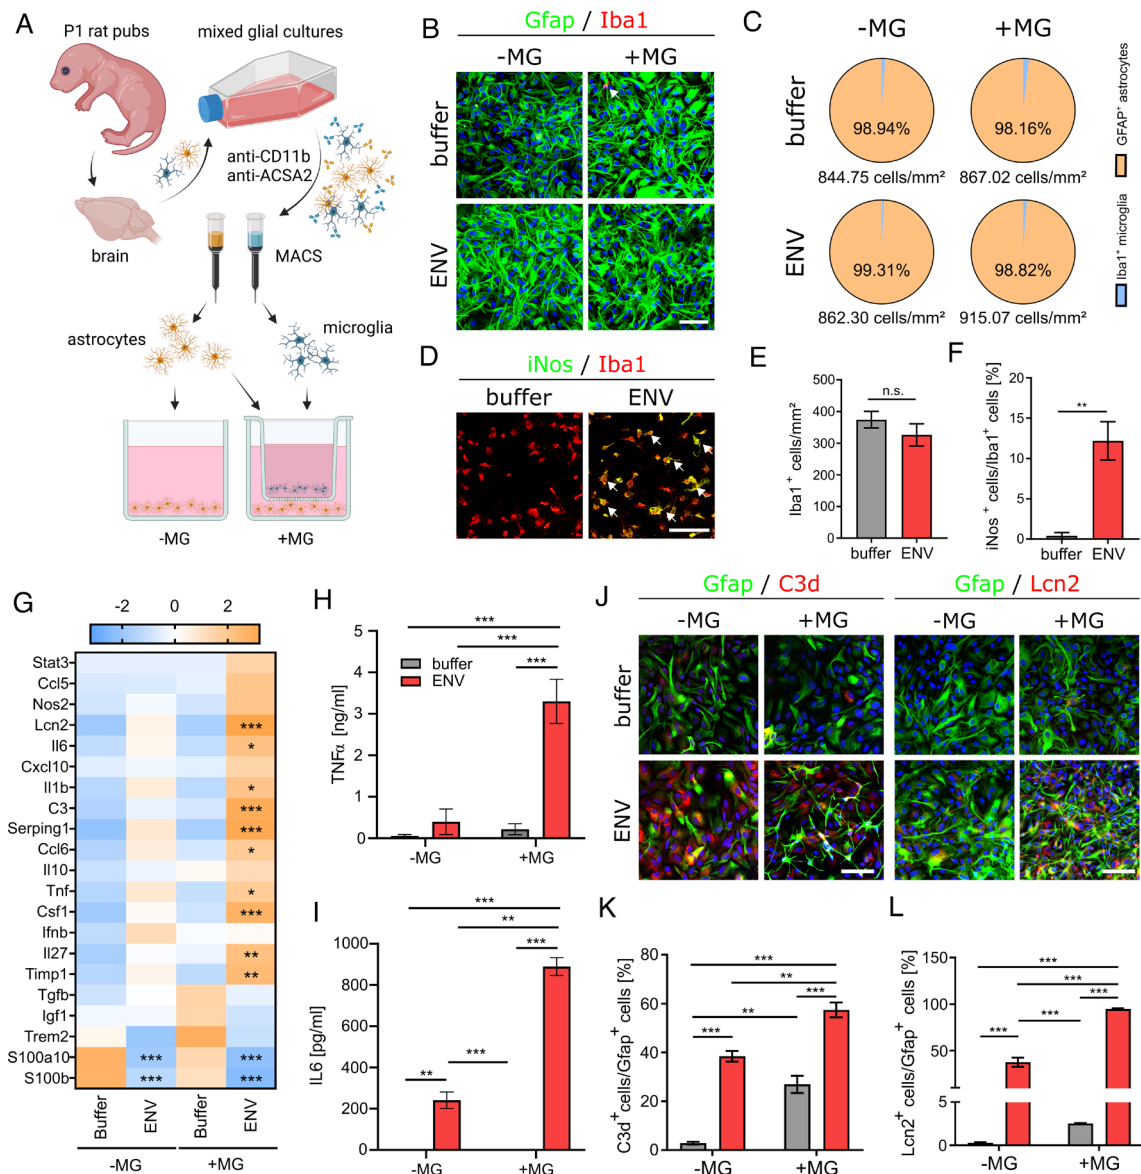 A
P1 rat pubs
mixed glial cultures
anti-CD11b
anti-ACSA2
brain
MACS
astrocytes
microglia
-MG
+MG
B
Gfap / Iba1
-MG
+MG
buffer
ENV
C
-MG
+MG
buffer
98.94%
98.16%
844.75 cells/mm²
867.02 cells/mm²
ENV
99.31%
98.82%
862.30 cells/mm²
915.07 cells/mm²
GFAP⁺ astrocytes
Iba1⁺ microglia
D
iNos / Iba1
buffer
ENV
E
Iba1⁺ cells/mm²
500
400
300
200
100
0
n.s.
buffer
ENV
F
iNos⁺ cells/Iba1⁺ cells [%]
20
15
10
5
0
**
buffer
ENV
G
-2
0
2
Stat3
Ccl5
Nos2
Lcn2
***
Il6
*
Cxcl10
Il1b
*
C3
***
Serping1
***
Ccl6
*
Il10
Tnf
*
Csf1
***
Ifnb
Il27
**
Timp1
**
Tgfb
Igf1
Trem2
S100a10
***
***
S100b
***
***
Buffer
ENV
Buffer
ENV
-MG
+MG
H
TNFα [ng/ml]
5
4
3
2
1
0
***
***
***
buffer
ENV
-MG
+MG
I
IL6 [pg/ml]
1000
800
600
400
200
0
***
**
***
***
**
-MG
+MG
J
Gfap / C3d
Gfap / Lcn2
-MG
+MG
-MG
+MG
buffer
ENV
K
C3d⁺ cells/Gfap⁺ cells [%]
80
60
40
20
0
***
**
***
**
***
-MG
+MG
L
Lcn2⁺ cells/Gfap⁺ cells [%]
100
50
5
0
***
***
***
***
***
-MG
+MG